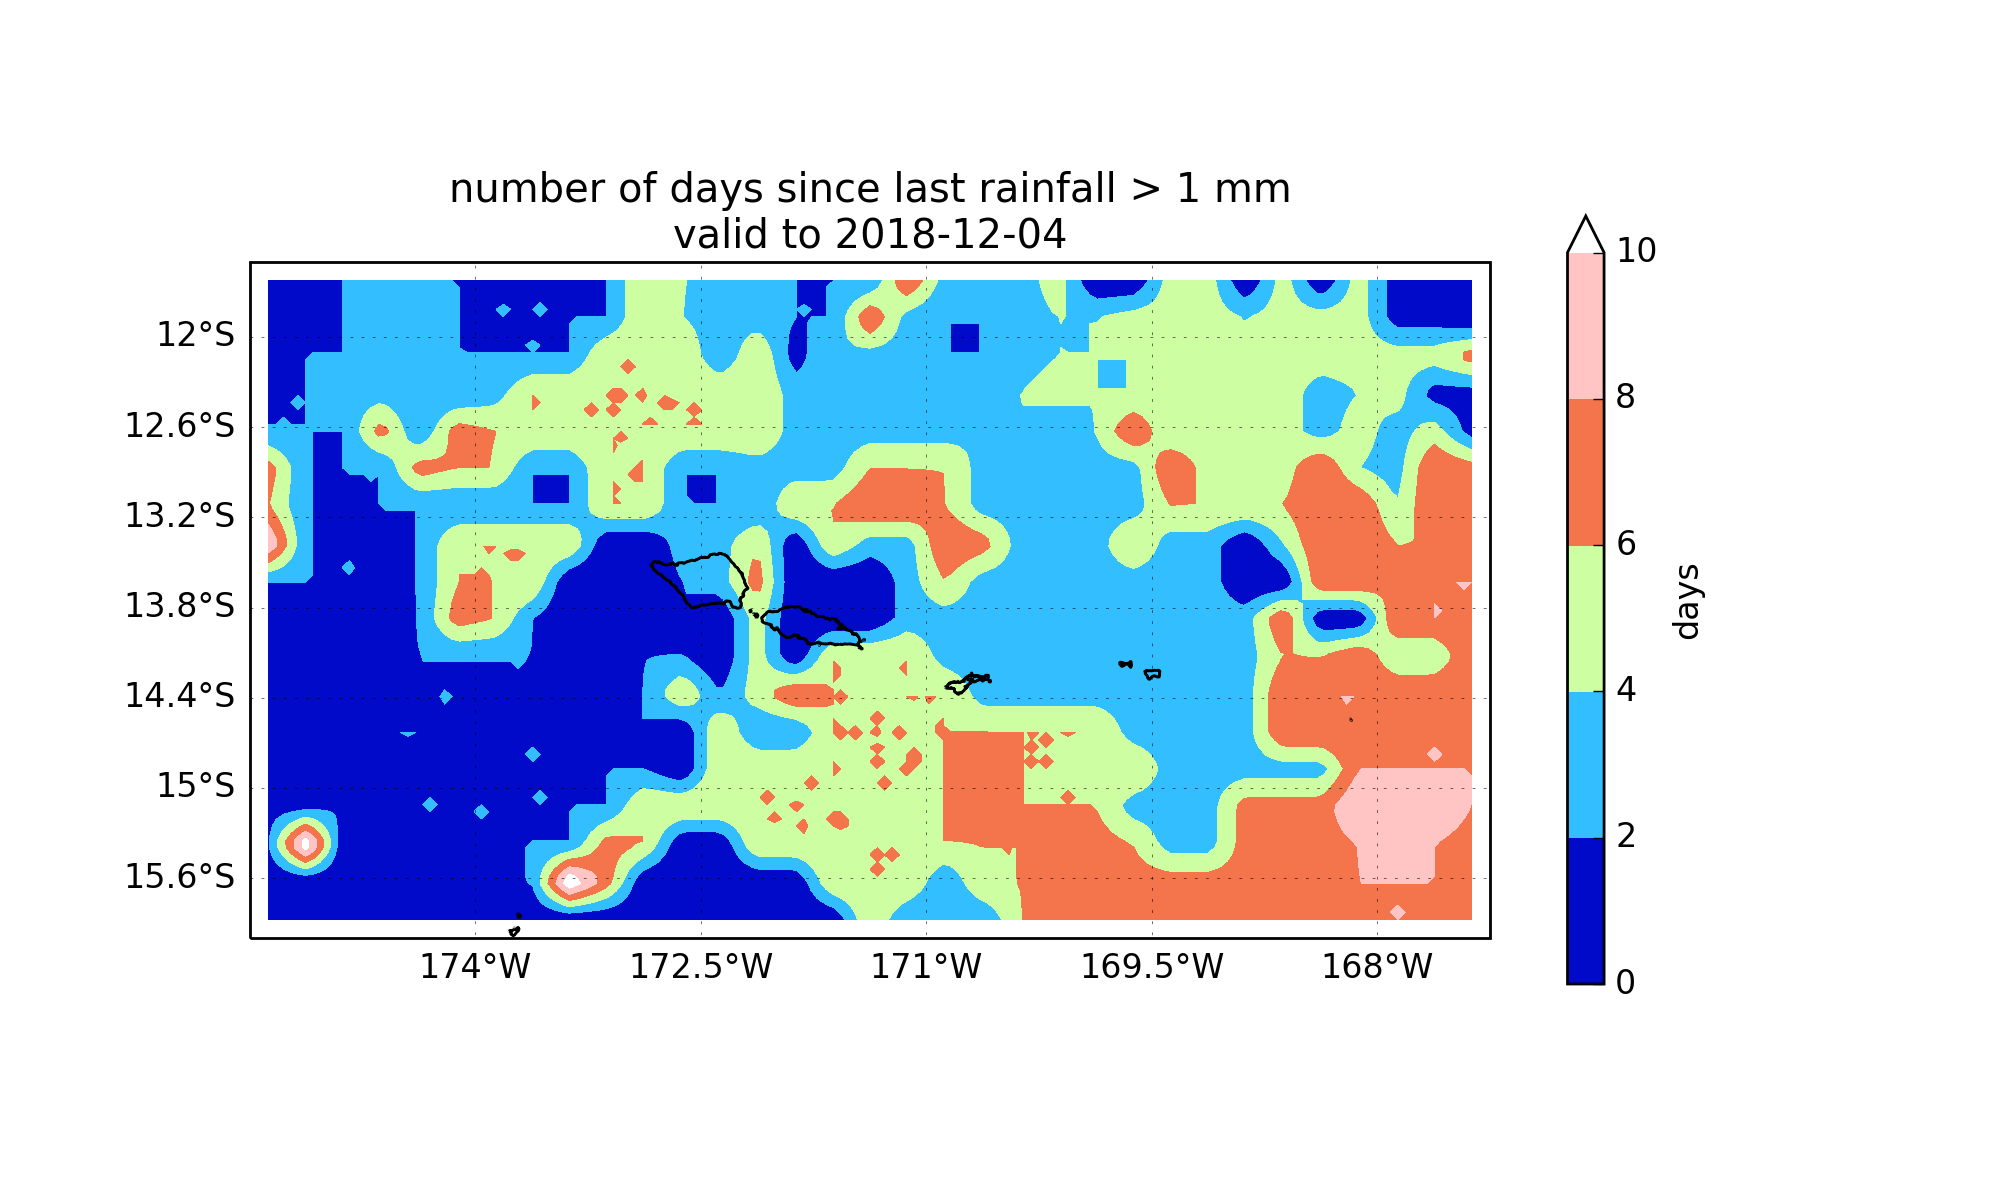 number of days since last rainfall > 1 mm
valid to 2018-12-04
12°S
12.6°S
13.2°S
13.8°S
14.4°S
15°S
15.6°S
174°W
172.5°W
171°W
169.5°W
168°W
10
8
6
4
2
0
days